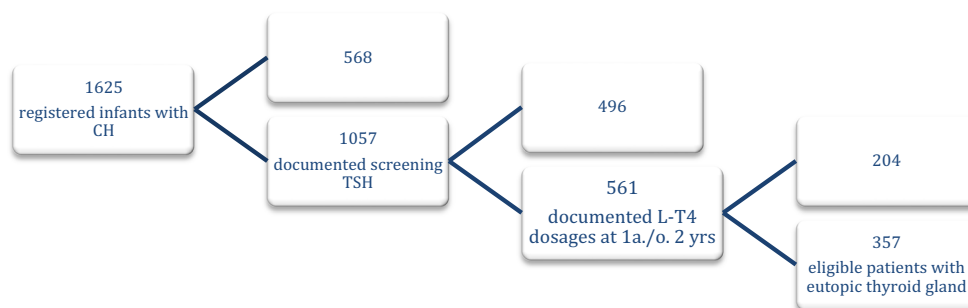 1625
registered infants with
CH
568
1057
documented screening
TSH
496
561
documented L-T4
dosages at 1a./o. 2 yrs
204
357
eligible patients with
eutopic thyroid gland